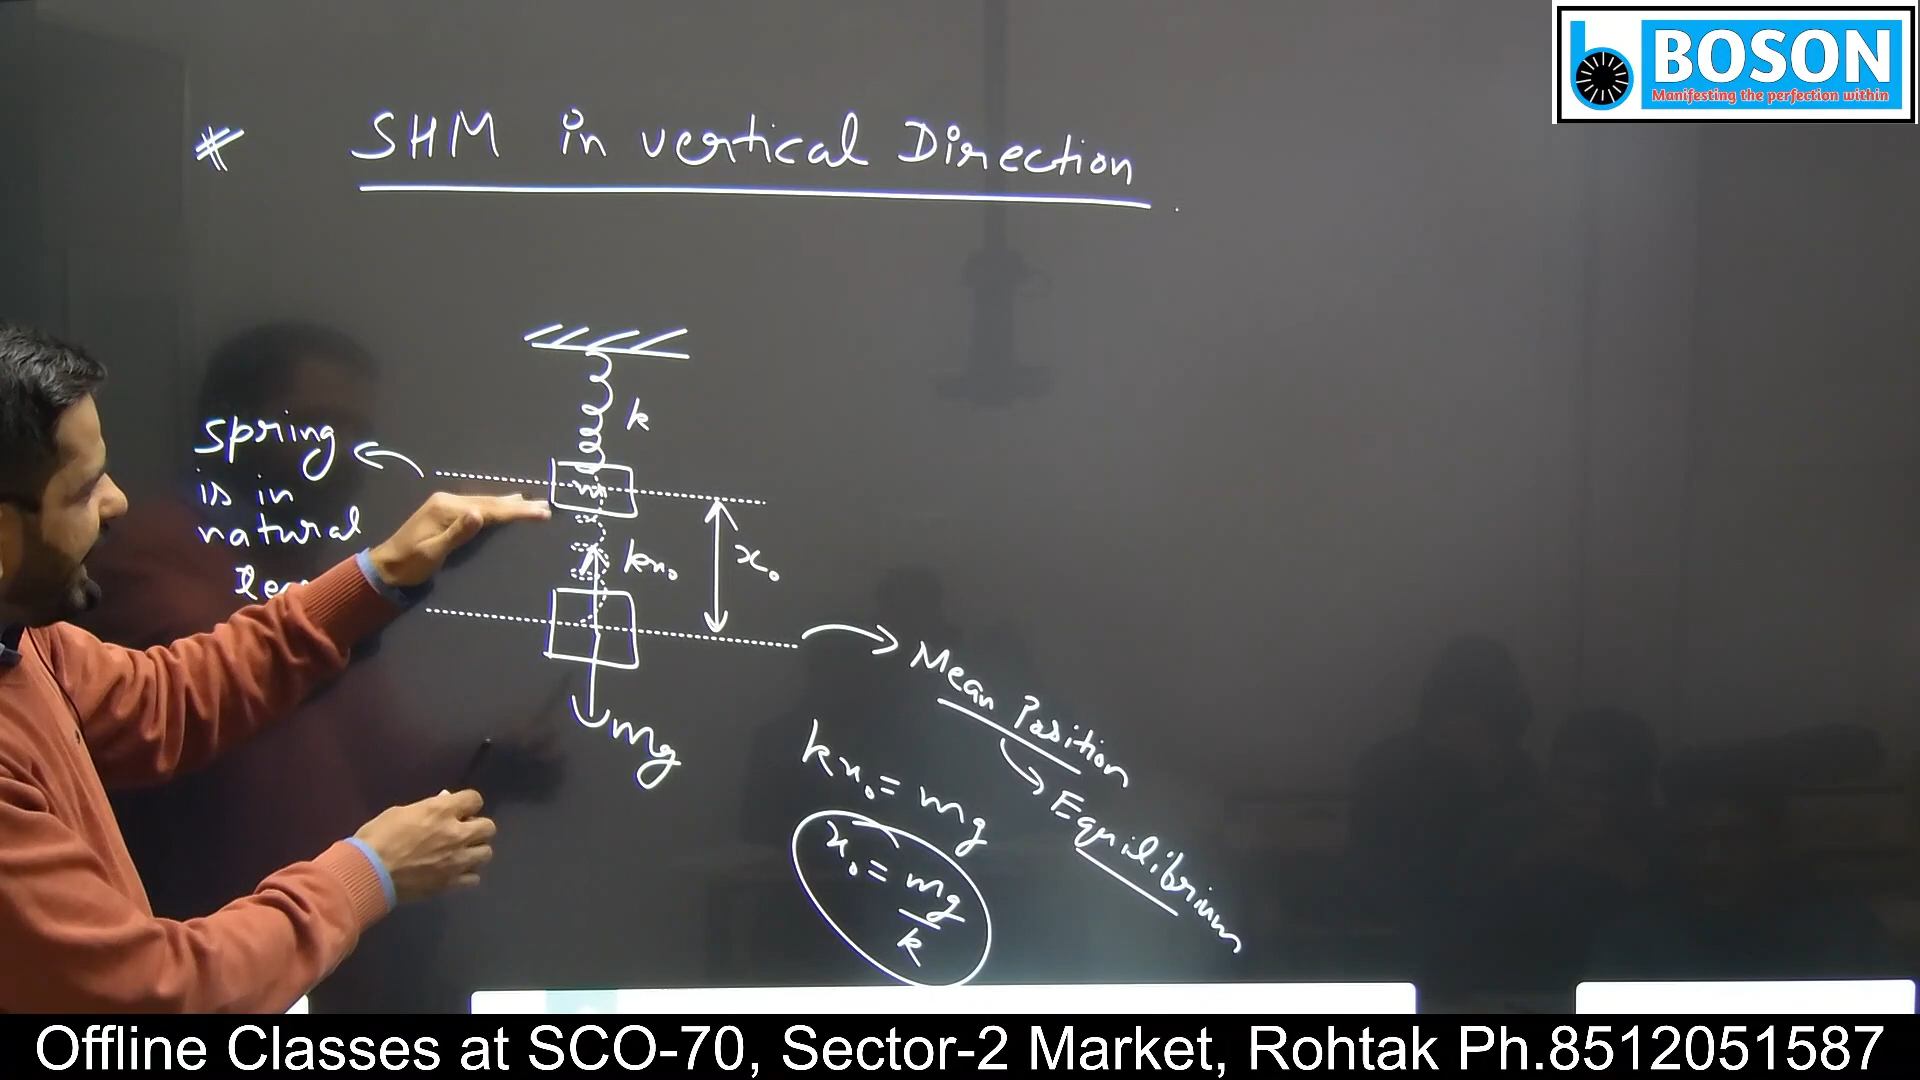 BOSON
Manifesting the perfection within
* SHM in vertical Direction
k
spring
is in
natural
m
kx₀
x₀
mg
Mean Position
Equilibrium
kx₀ = mg
x₀ = mg/k
Offline Classes at SCO-70, Sector-2 Market, Rohtak Ph.8512051587